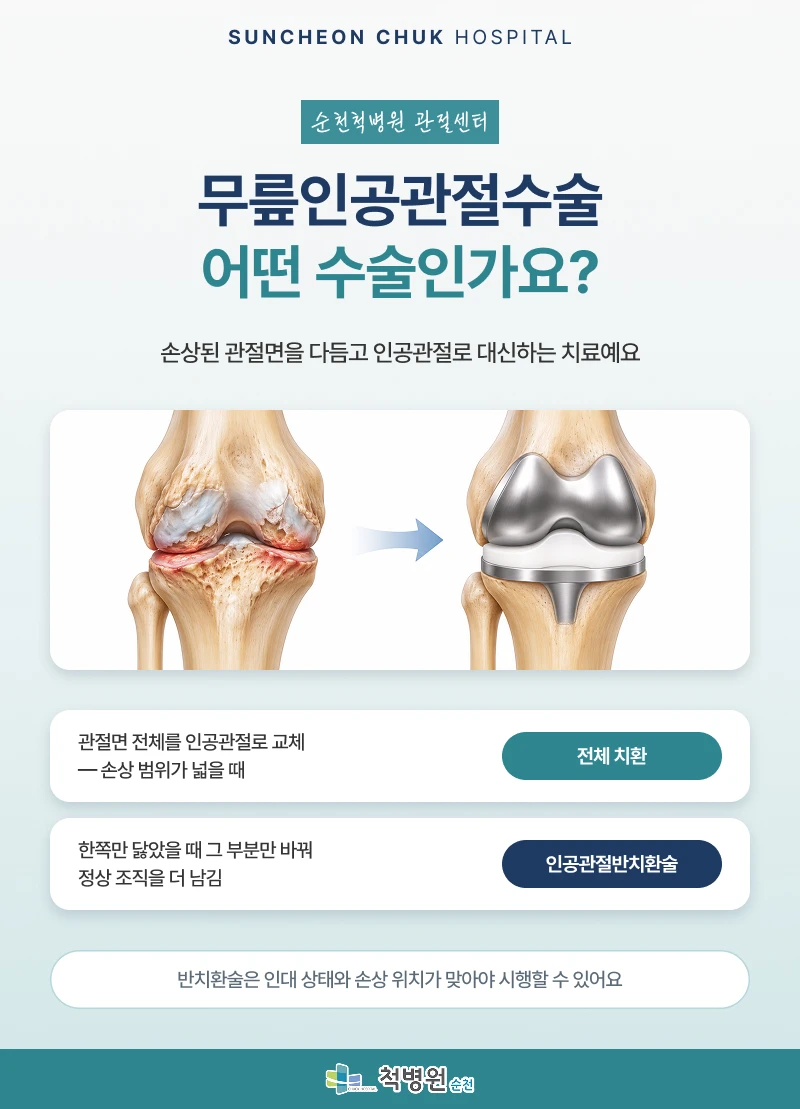 SUNCHEON CHUK HOSPITAL
순천척병원 관절센터
무릎인공관절수술
어떤 수술인가요?
손상된 관절면을 다듬고 인공관절로 대신하는 치료예요
관절면 전체를 인공관절로 교체
— 손상 범위가 넓을 때
전체 치환
한쪽만 닳았을 때 그 부분만 바꿔
정상 조직을 더 남김
인공관절반치환술
반치환술은 인대 상태와 손상 위치가 맞아야 시행할 수 있어요
척병원 순천